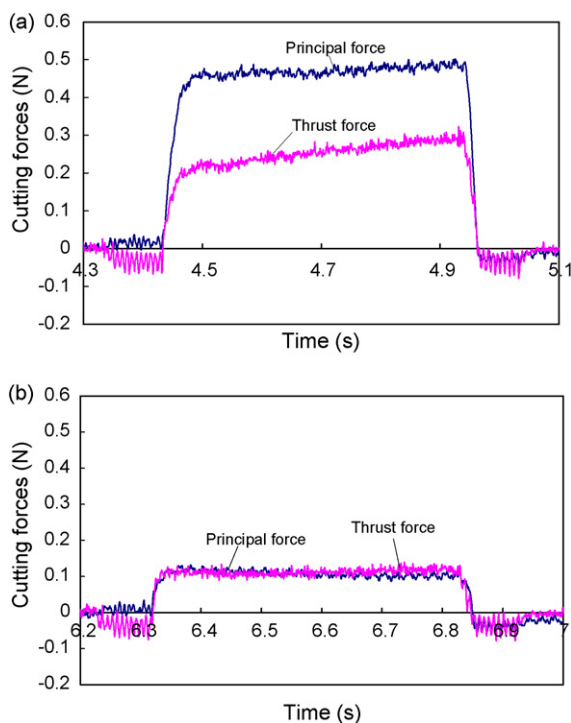 (a)
0.6
0.5
0.4
0.3
0.2
0.1
0
-0.1
-0.2
Cutting forces (N)
Principal force
Thrust force
4.3 4.5 4.7 4.9 5.1
Time (s)
(b)
0.6
0.5
0.4
0.3
0.2
0.1
0
-0.1
-0.2
Cutting forces (N)
Principal force
Thrust force
6.2 6.3 6.4 6.5 6.6 6.7 6.8 6.9 7
Time (s)